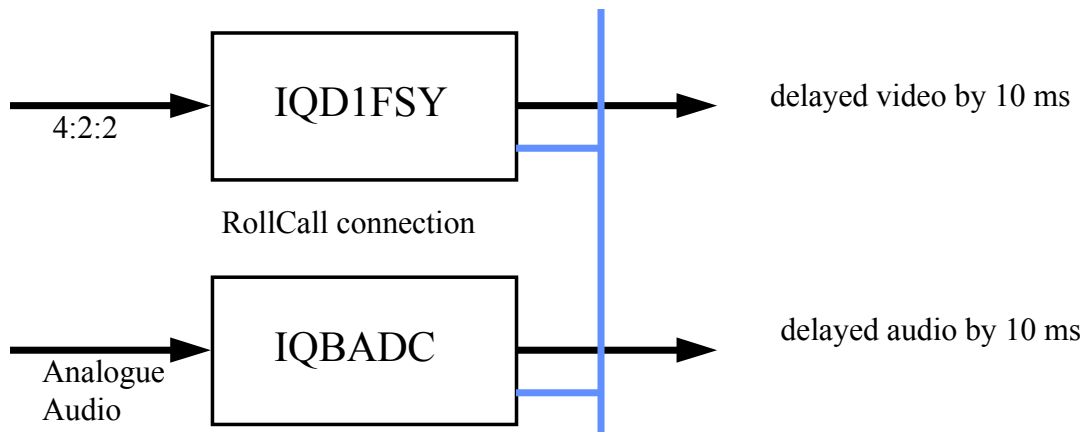 IQD1FSY
delayed video by 10 ms
4:2:2
RollCall connection
IQBADC
delayed audio by 10 ms
Analogue
Audio